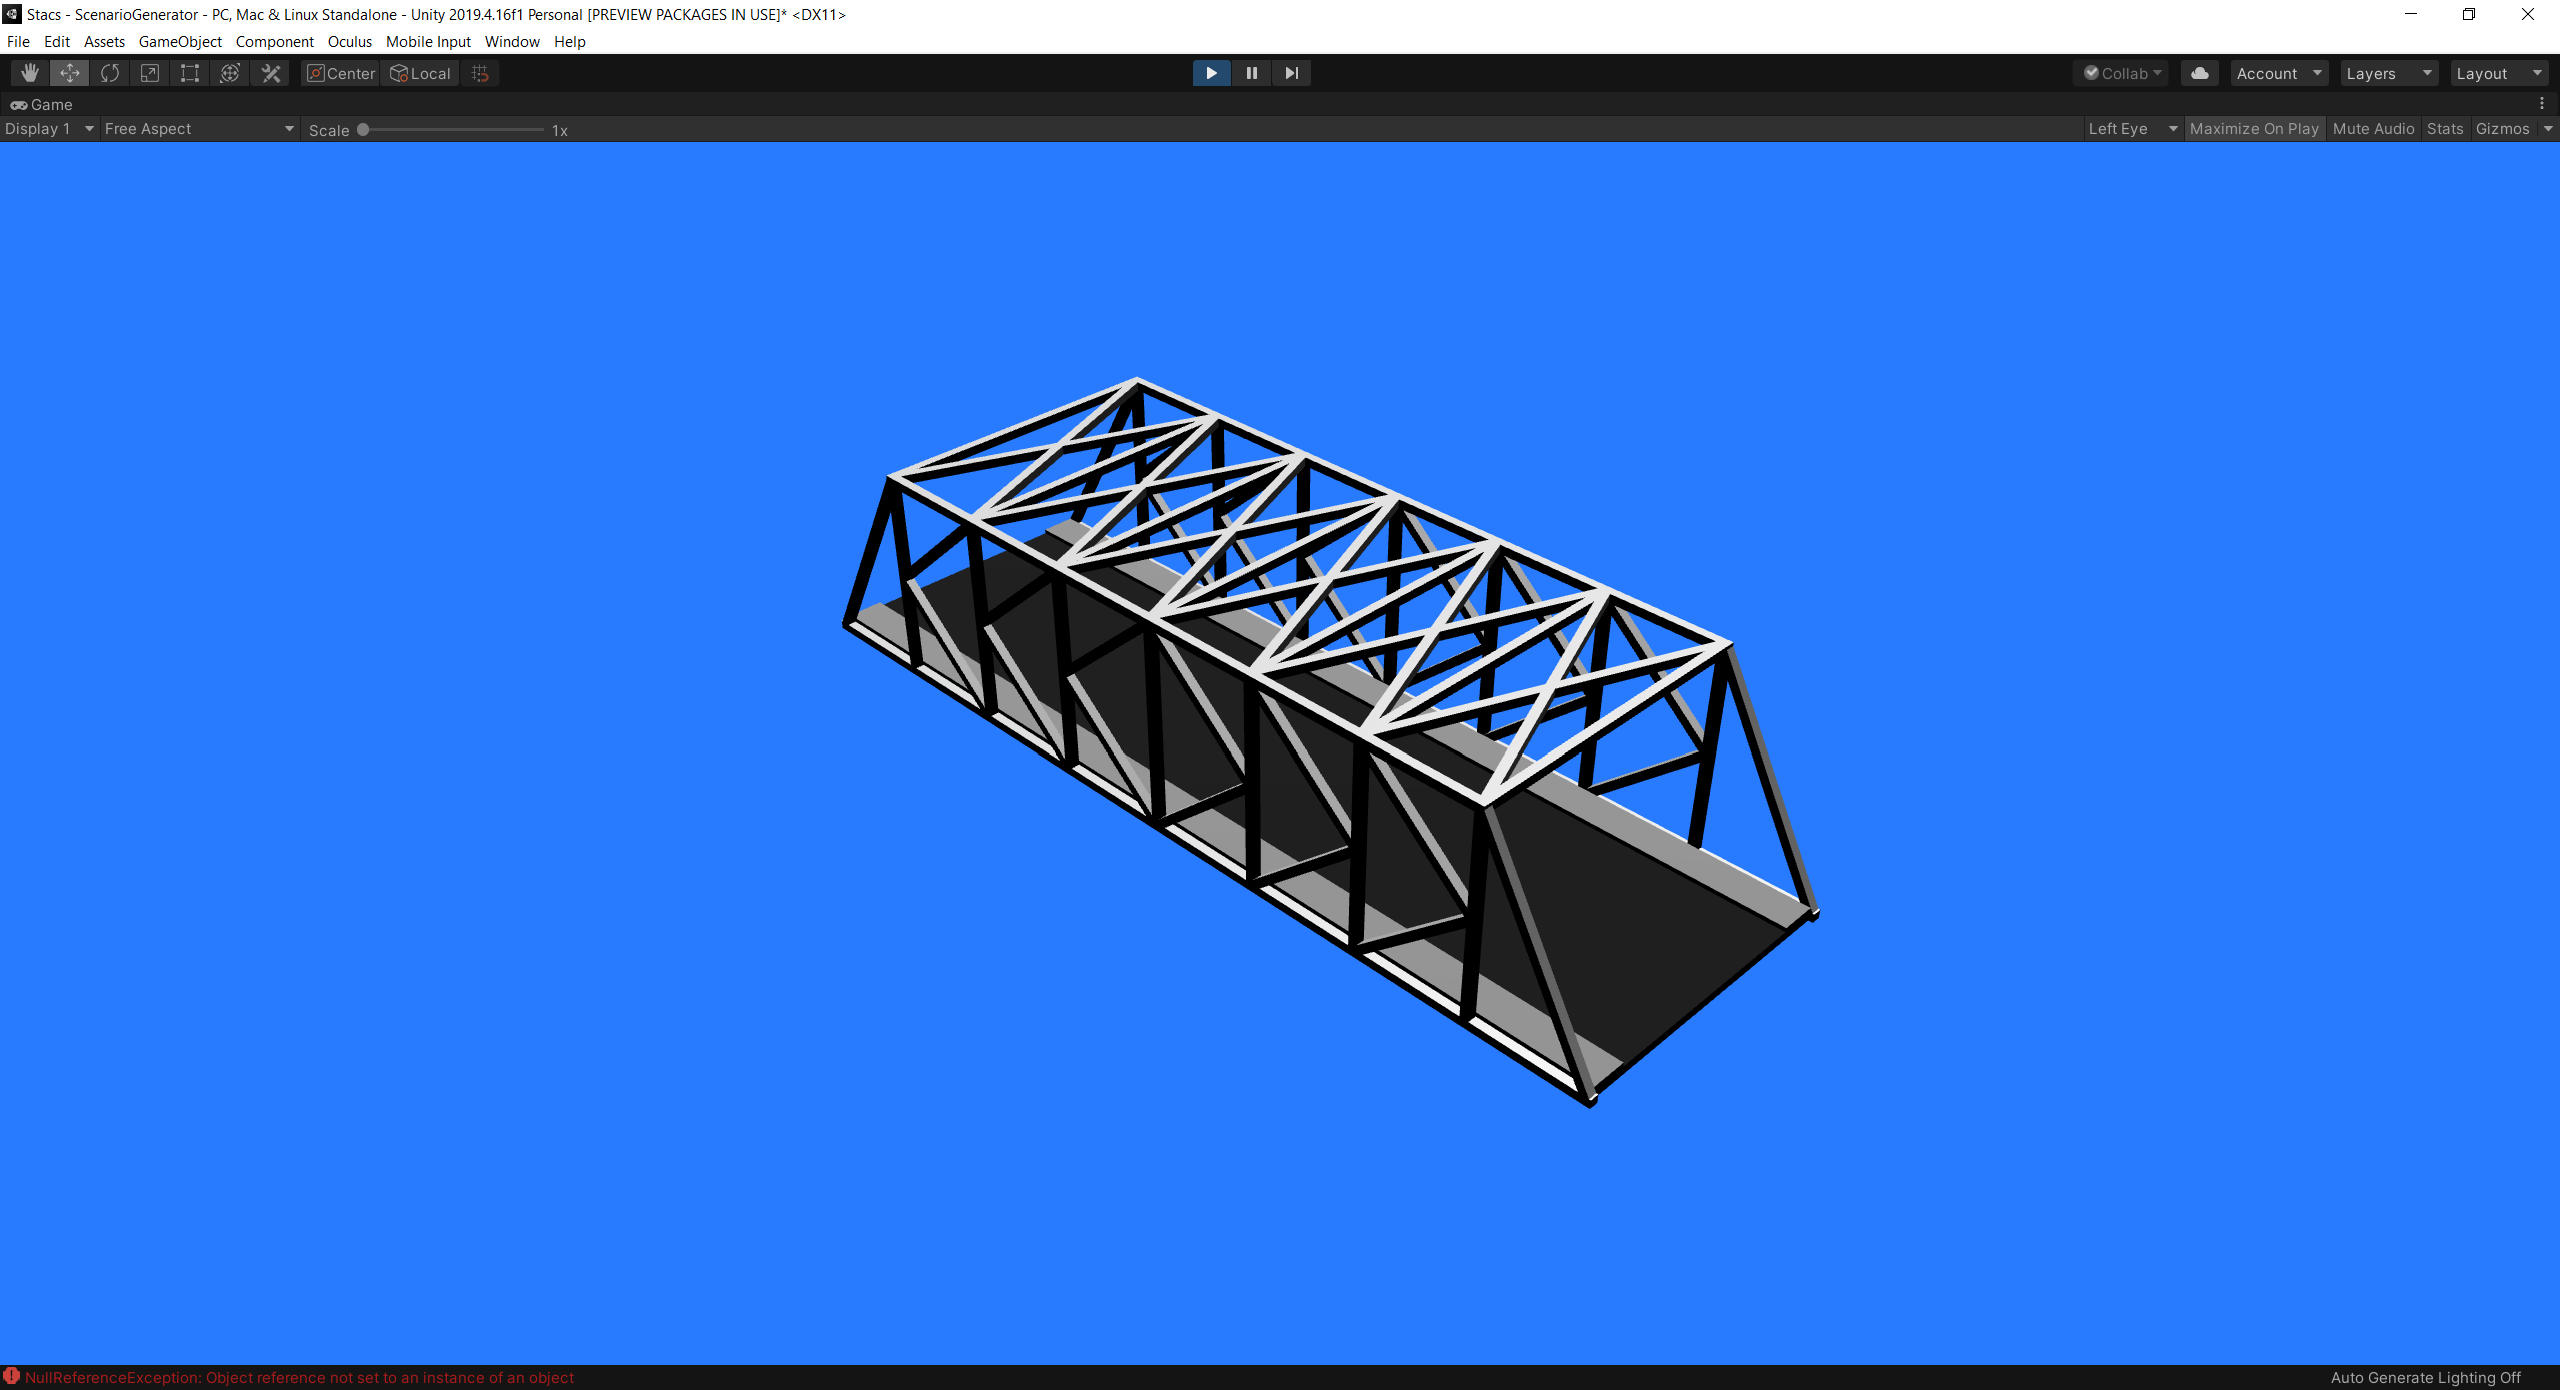 Stacs - ScenarioGenerator - PC, Mac & Linux Standalone - Unity 2019.4.16f1 Personal [PREVIEW PACKAGES IN USE]* <DX11>
File Edit Assets GameObject Component Oculus Mobile Input Window Help
Center Local Collab Account Layers Layout
Game
Display 1 Free Aspect Scale 1x Left Eye Maximize On Play Mute Audio Stats Gizmos
NullReferenceException: Object reference not set to an instance of an object Auto Generate Lighting Off